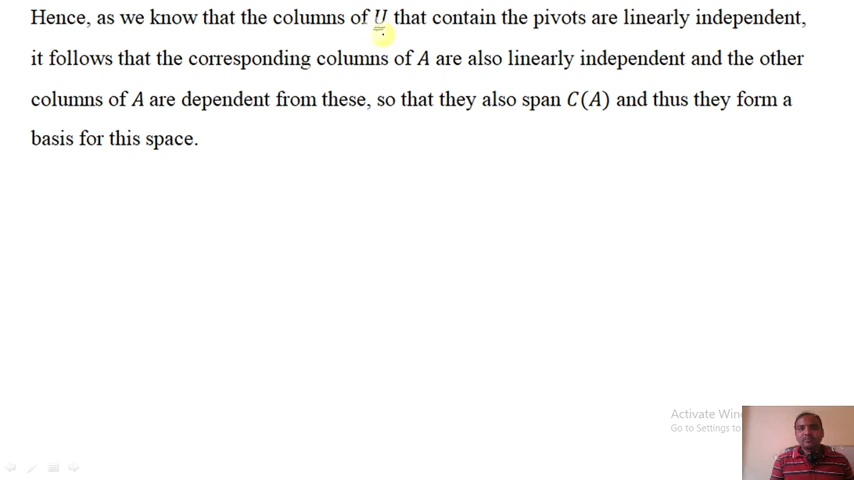 Hence, as we know that the columns of U that contain the pivots are linearly independent,
it follows that the corresponding columns of A are also linearly independent and the other
columns of A are dependent from these, so that they also span C(A) and thus they form a
basis for this space.
Activate Win
Go to Settings to